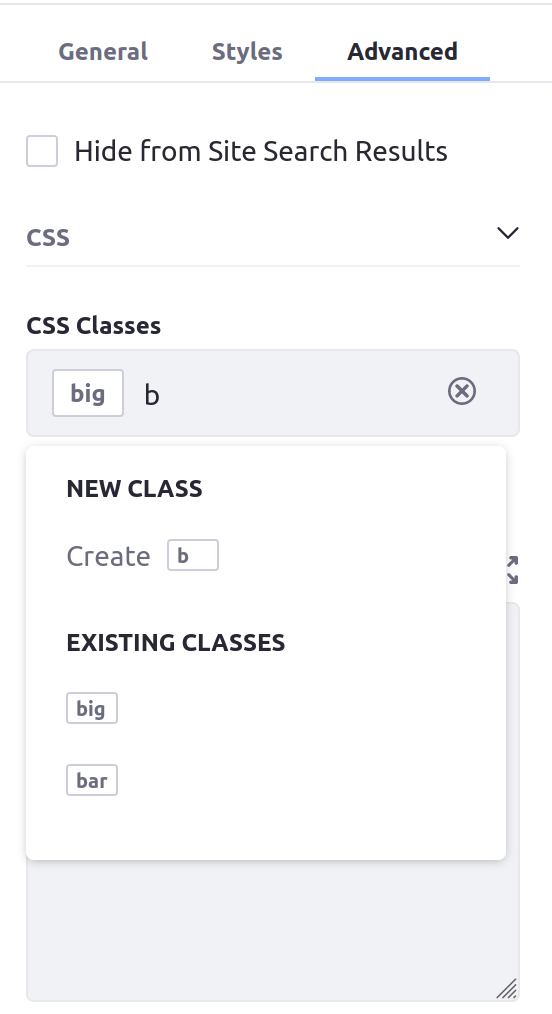 General Styles Advanced
Hide from Site Search Results
CSS
CSS Classes
big b
NEW CLASS
Create b
EXISTING CLASSES
big
bar